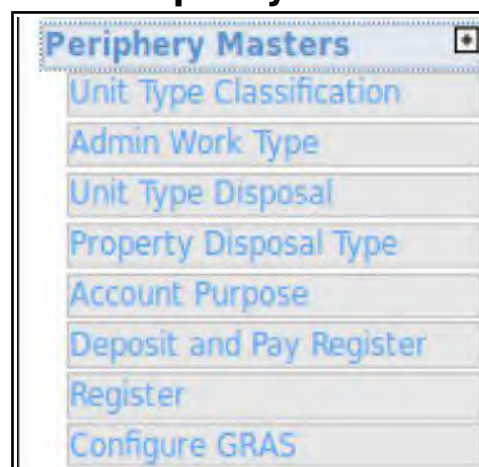 Periphery Masters
Unit Type Classification
Admin Work Type
Unit Type Disposal
Property Disposal Type
Account Purpose
Deposit and Pay Register
Register
Configure GRAS